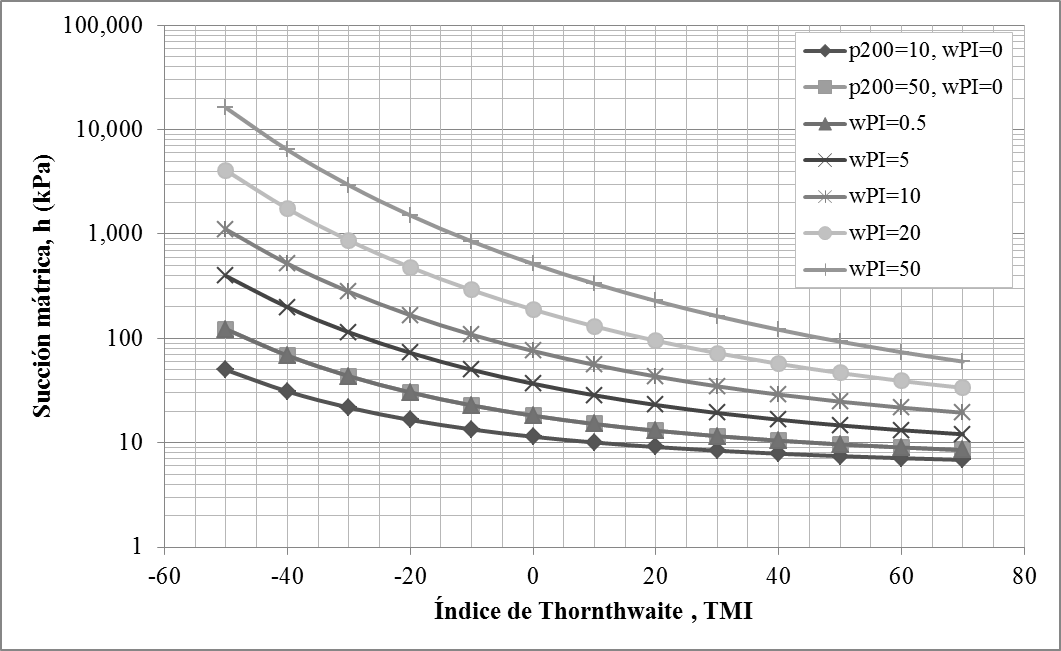 100,000
10,000
1,000
100
10
1
Succión mátrica, h (kPa)
p200=10, wPI=0
p200=50, wPI=0
wPI=0.5
wPI=5
wPI=10
wPI=20
wPI=50
-60 -40 -20 0 20 40 60 80
Índice de Thornthwaite , TMI